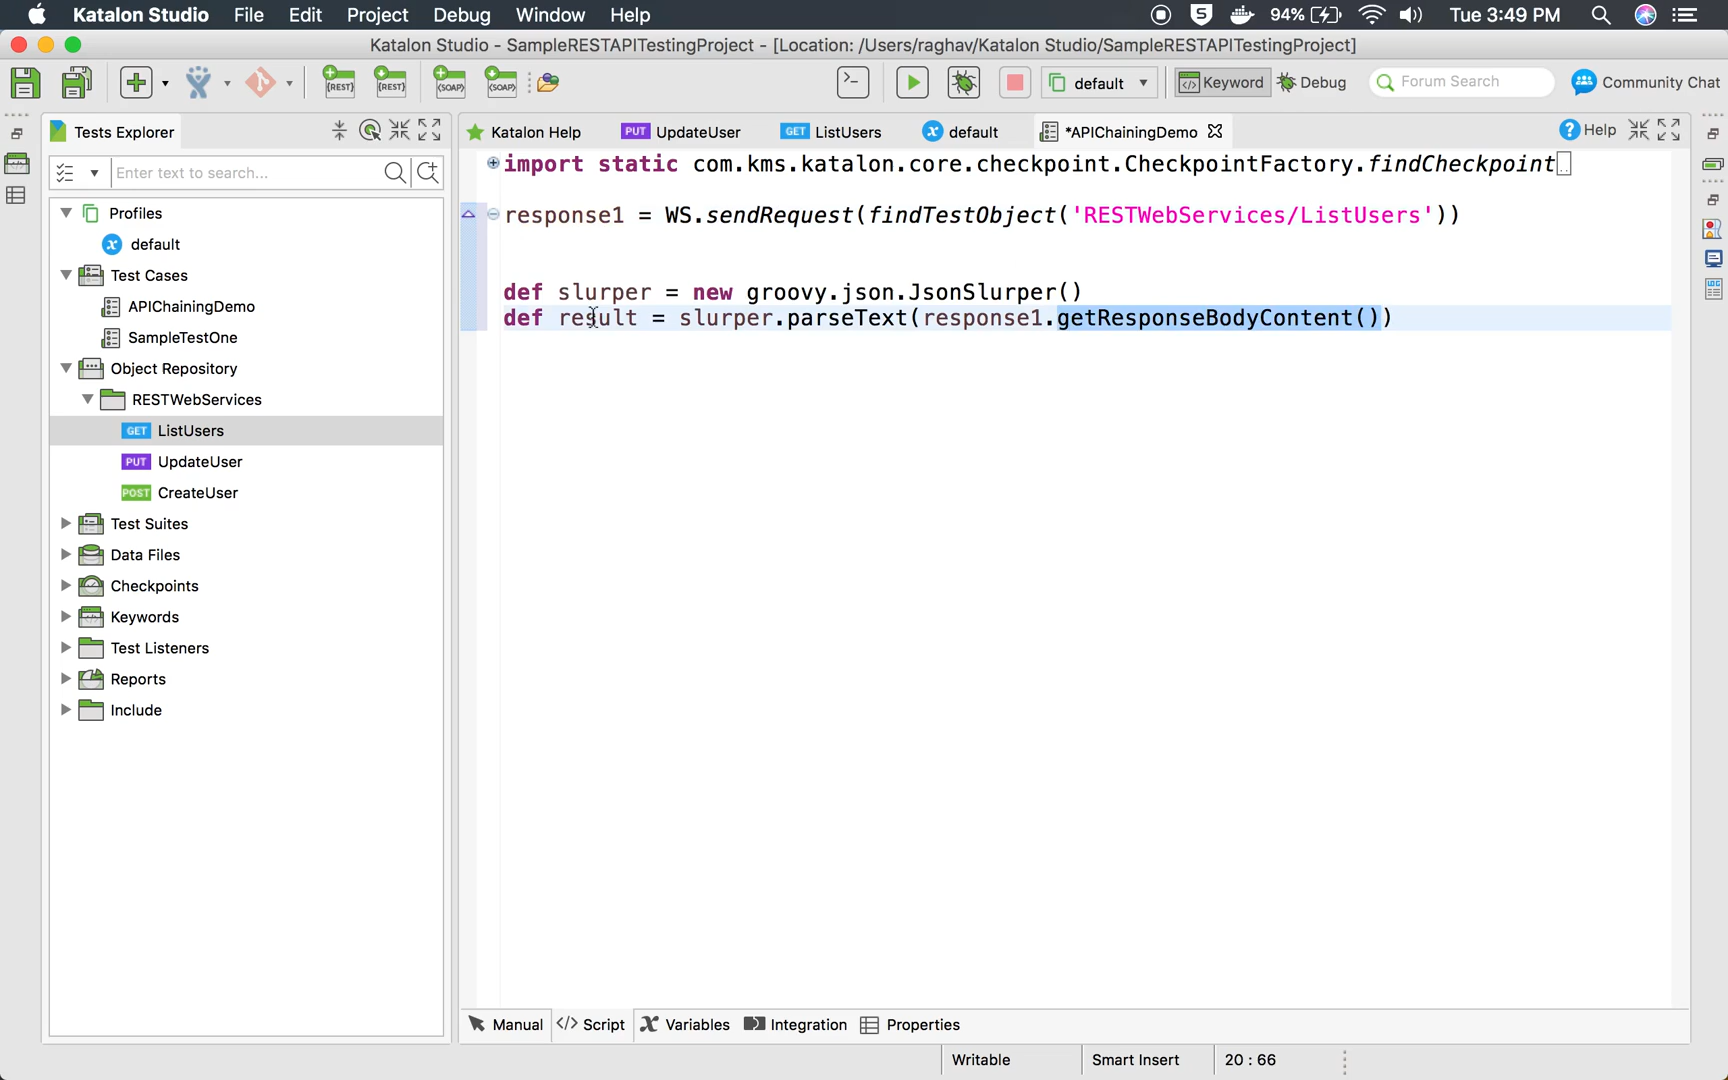 Katalon Studio File Edit Project Debug Window Help 5 94% Tue 3:49 PM
Katalon Studio - SampleRESTAPITestingProject - [Location: /Users/raghav/Katalon Studio/SampleRESTAPITestingProject]
{REST} {REST} {SOAP} {SOAP} default Keyword Debug Forum Search Community Chat
Tests Explorer
Katalon Help PUT UpdateUser GET ListUsers default *APIChainingDemo Help
Enter text to search...
Profiles
default
Test Cases
APIChainingDemo
SampleTestOne
Object Repository
RESTWebServices
GET ListUsers
PUT UpdateUser
POST CreateUser
Test Suites
Data Files
Checkpoints
Keywords
Test Listeners
Reports
Include
import static com.kms.katalon.core.checkpoint.CheckpointFactory.findCheckpoint
response1 = WS.sendRequest(findTestObject('RESTWebServices/ListUsers'))
def slurper = new groovy.json.JsonSlurper()
def result = slurper.parseText(response1.getResponseBodyContent())
Manual Script Variables Integration Properties
Writable Smart Insert 20 : 66